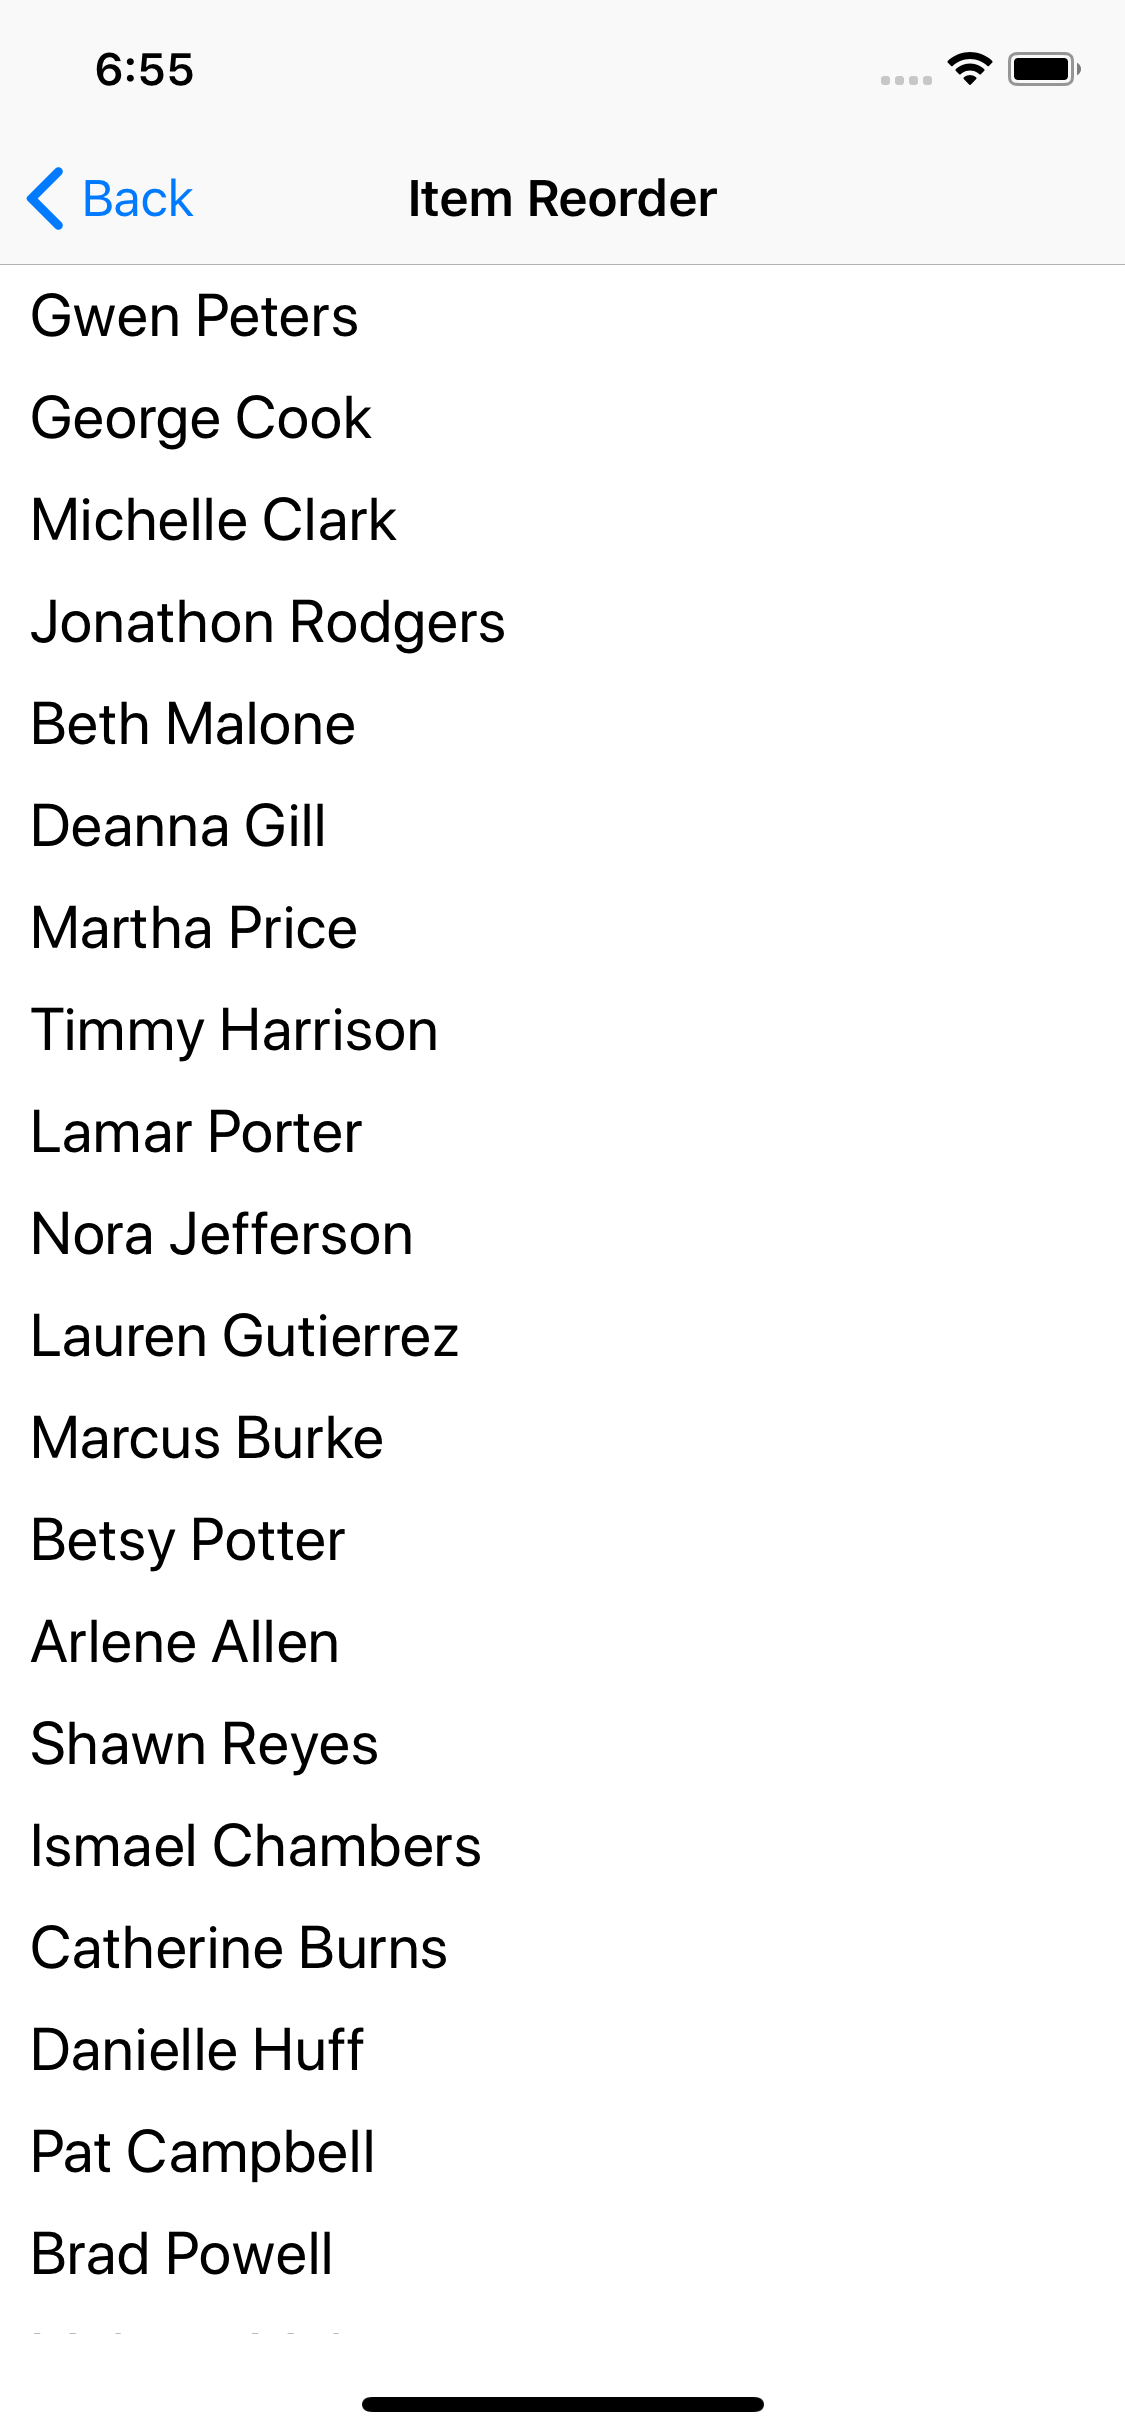 6:55
Back
Item Reorder
Gwen Peters
George Cook
Michelle Clark
Jonathon Rodgers
Beth Malone
Deanna Gill
Martha Price
Timmy Harrison
Lamar Porter
Nora Jefferson
Lauren Gutierrez
Marcus Burke
Betsy Potter
Arlene Allen
Shawn Reyes
Ismael Chambers
Catherine Burns
Danielle Huff
Pat Campbell
Brad Powell